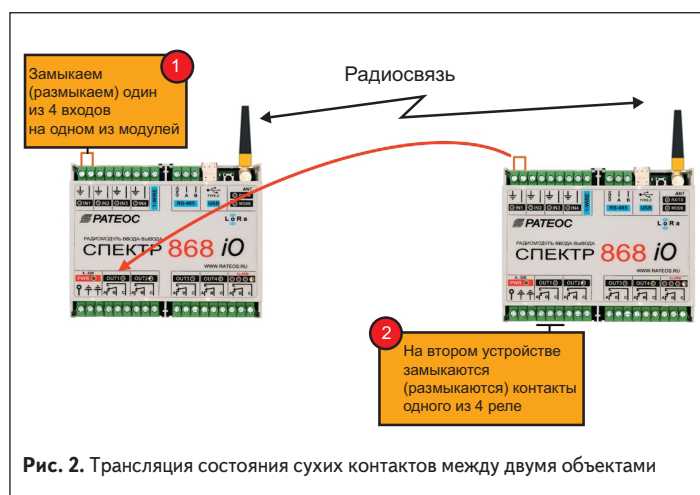 1
Замыкаем
(размыкаем) один
из 4 входов
на одном из модулей
Радиосвязь
IN1 IN2 IN3 IN4
RS-485 USB
ANT
RX/TX
MODE
РАТЕОС
LoRa
РАДИОМОДУЛЬ ВВОДА-ВЫВОДА
СПЕКТР 868 iO
WWW.RATEOS.RU
PWR OUT1 OUT2 OUT3 OUT4
IN1 IN2 IN3 IN4
RS-485 USB
ANT
RX/TX
MODE
РАТЕОС
LoRa
РАДИОМОДУЛЬ ВВОДА-ВЫВОДА
СПЕКТР 868 iO
WWW.RATEOS.RU
PWR OUT1 OUT2 OUT3 OUT4
2
На втором устройстве
замыкаются
(размыкаются) контакты
одного из 4 реле
Рис. 2. Трансляция состояния сухих контактов между двумя объектами